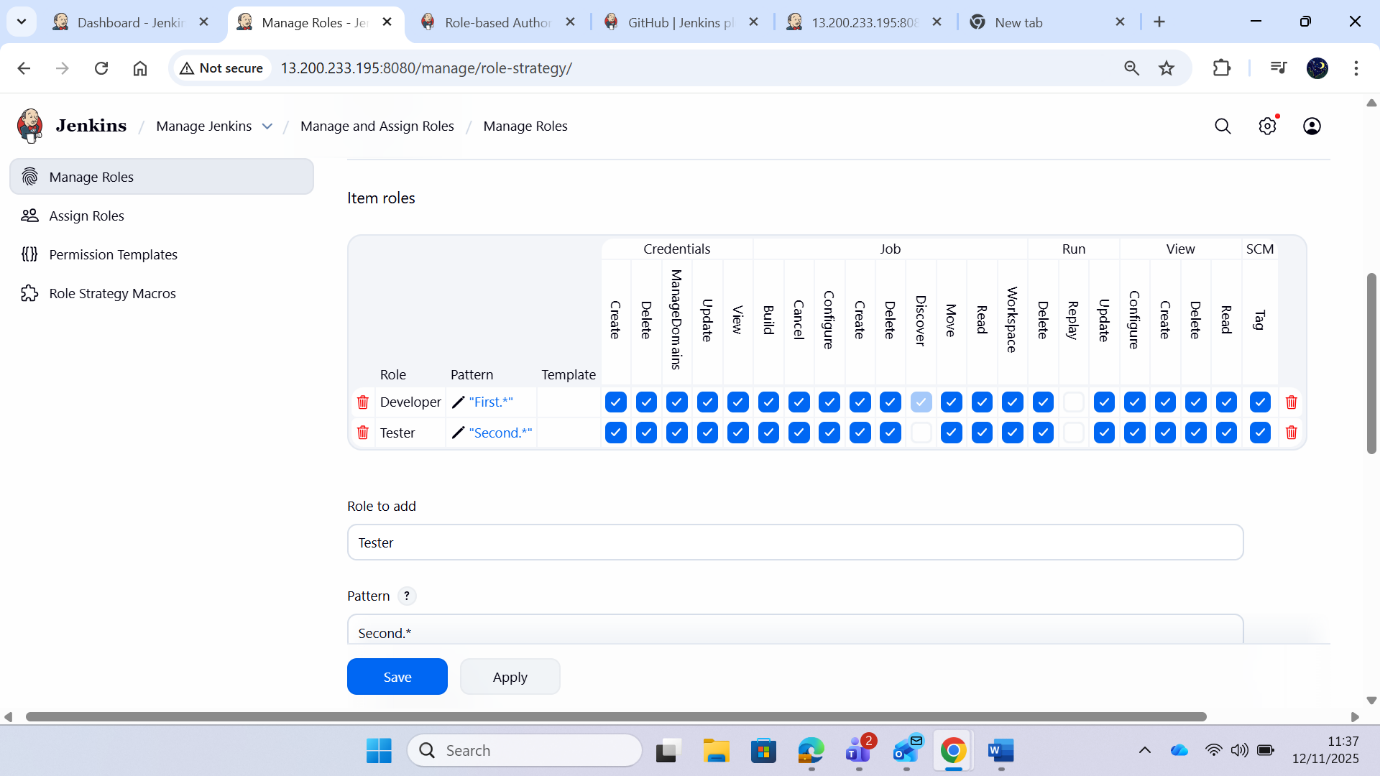 Dashboard - Jenki
Manage Roles - Je
Role-based Author
GitHub | Jenkins pl
13.200.233.195:808
New tab
Not secure
13.200.233.195:8080/manage/role-strategy/
Jenkins / Manage Jenkins / Manage and Assign Roles / Manage Roles
Manage Roles
Assign Roles
Permission Templates
Role Strategy Macros
Item roles
Credentials Job Run View SCM
Role Pattern Template Create Delete ManageDomains Update View Build Cancel Configure Create Delete Discover Move Read Workspace Delete Replay Update Configure Create Delete Read Tag
Developer "First.*"
Tester "Second.*"
Role to add
Tester
Pattern ?
Second.*
Save Apply
Search
2
11:37
12/11/2025